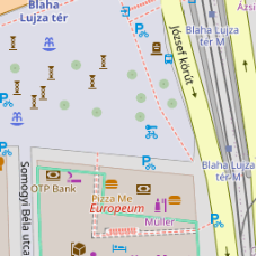 Blaha
Lujza tér
József körút
Blaha Lujza
tér M
Ázsi
Blaha Lujza
tér-M
Somogyi Béla utca
OTP Bank
Pizza Me
Europeum
Müller